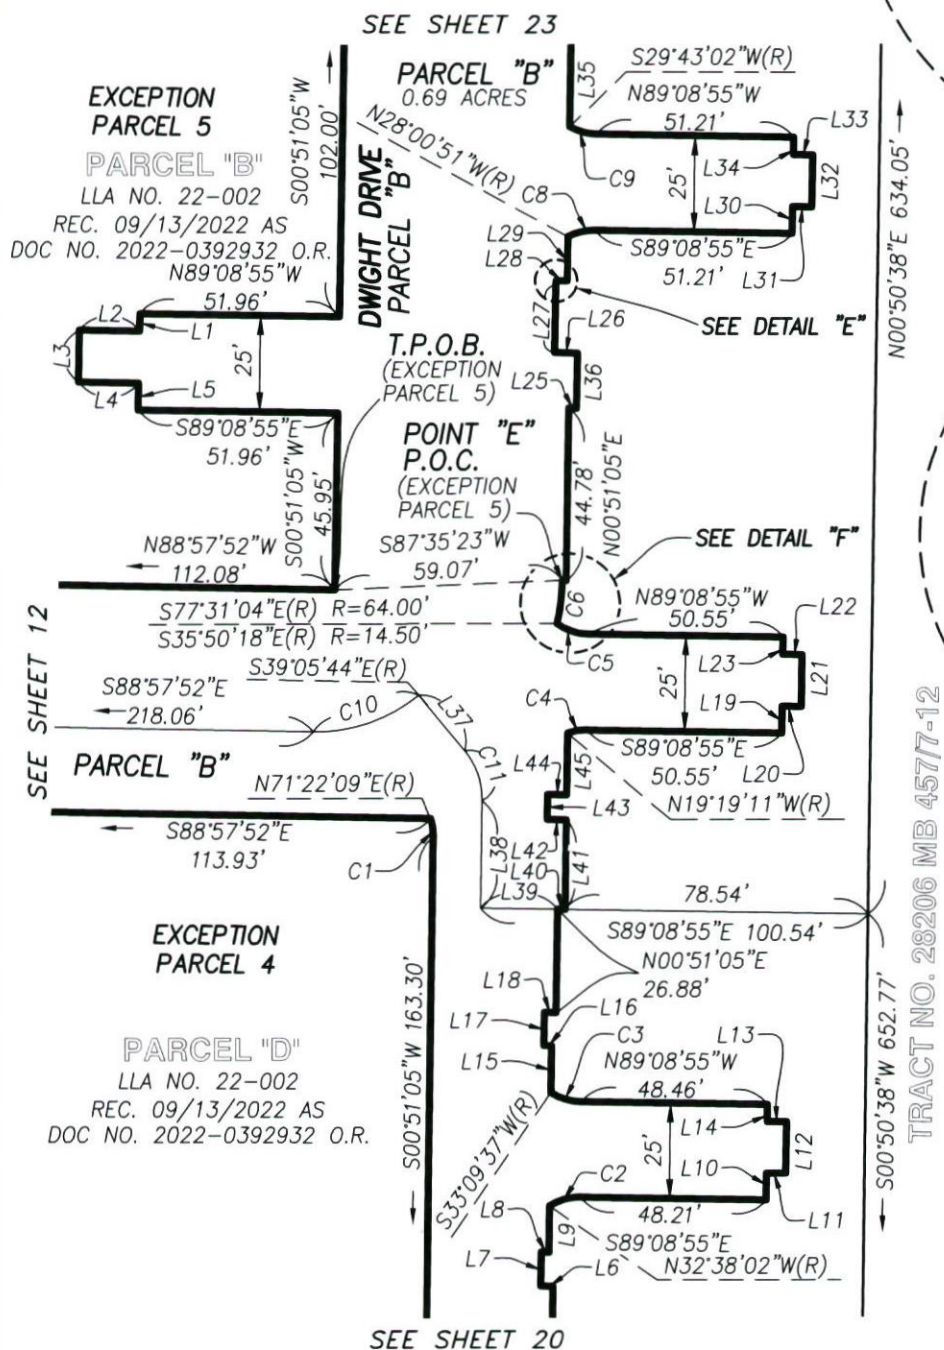 SEE SHEET 23
PARCEL "B"
0.69 ACRES
L35
S29°43'02"W(R)
N89°08'55"W
51.21'
L33
L34
L32
25'
C9
L30
S89°08'55"E
51.21'
L31
N00°50'38"E 634.05'
EXCEPTION
PARCEL 5
PARCEL "B"
LLA NO. 22-002
REC. 09/13/2022 AS
DOC NO. 2022-0392932 O.R.
S00°51'05"W
102.00'
N28°00'51"W(R)
DWIGHT DRIVE
PARCEL "B"
C8
L29
L28
L27
L26
SEE DETAIL "E"
N89°08'55"W
51.96'
L2
L1
L3
25'
L4
L5
S89°08'55"E
51.96'
S00°51'05"W
45.95'
T.P.O.B.
(EXCEPTION
PARCEL 5)
L25
L36
POINT "E"
P.O.C.
(EXCEPTION
PARCEL 5)
44.78'
N00°51'05"E
SEE DETAIL "F"
N88°57'52"W
112.08'
S87°35'23"W
59.07'
S77°31'04"E(R) R=64.00'
S35°50'18"E(R) R=14.50'
C6
N89°08'55"W
50.55'
L22
C5
L23
L21
25'
L19
S89°08'55"E
50.55'
L20
SEE SHEET 12
S39°05'44"E(R)
S88°57'52"E
218.06'
C10
L37
C4
C11
L44
L45
L43
N19°19'11"W(R)
PARCEL "B"
N71°22'09"E(R)
S88°57'52"E
113.93'
C1
L38
L42
L40
L41
L39
78.54'
S89°08'55"E 100.54'
N00°51'05"E
26.88'
EXCEPTION
PARCEL 4
PARCEL "D"
LLA NO. 22-002
REC. 09/13/2022 AS
DOC NO. 2022-0392932 O.R.
S00°51'05"W 163.30'
L18
L17
L16
L15
C3
L13
N89°08'55"W
48.46'
L14
L12
25'
L10
L11
S33°09'37"W(R)
C2
48.21'
S89°08'55"E
L8
L9
L7
L6
N32°38'02"W(R)
S00°50'38"W 652.77'
TRACT NO. 28206 MB 457/7-12
SEE SHEET 20